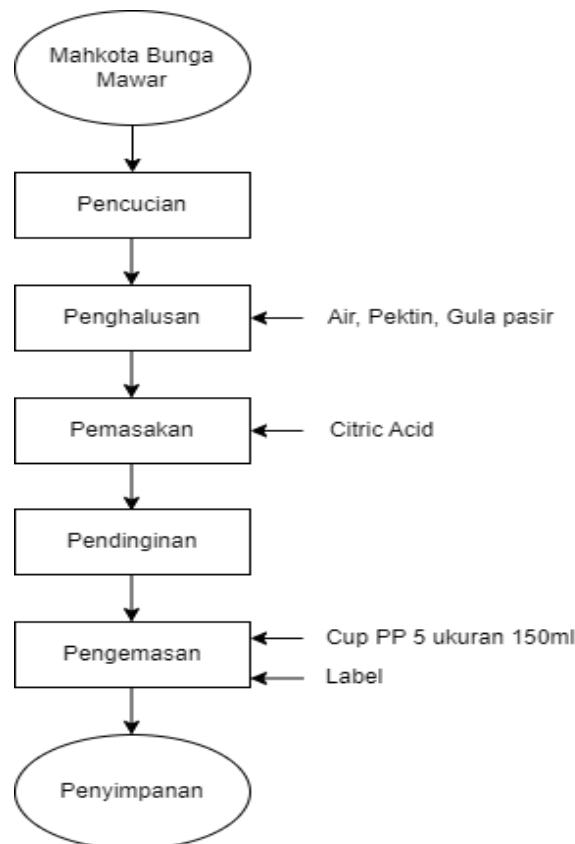 Mahkota Bunga
Mawar
Pencucian
Penghalusan
Air, Pektin, Gula pasir
Pemasakan
Citric Acid
Pendinginan
Pengemasan
Cup PP 5 ukuran 150ml
Label
Penyimpanan